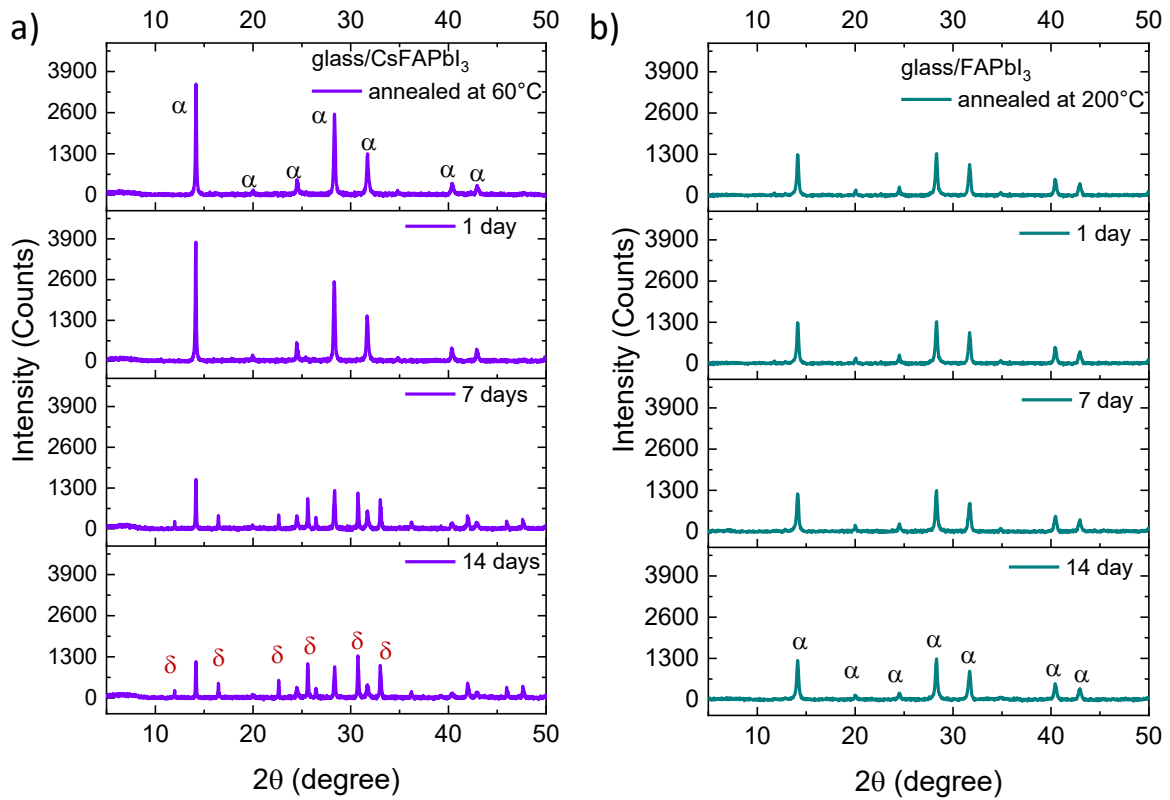 a)
10 20 30 40 50
glass/CsFAPbI₃
annealed at 60°C
α α α α α α α
3900
2600
1300
0
1 day
3900
2600
1300
0
7 days
3900
2600
1300
0
14 days
δ δ δ δ δ δ
3900
2600
1300
0
10 20 30 40 50
Intensity (Counts)
2θ (degree)
b)
10 20 30 40 50
glass/FAPbI₃
annealed at 200°C
3900
2600
1300
0
1 day
3900
2600
1300
0
7 day
3900
2600
1300
0
14 day
α α α α α α α
3900
2600
1300
0
10 20 30 40 50
Intensity (Counts)
2θ (degree)